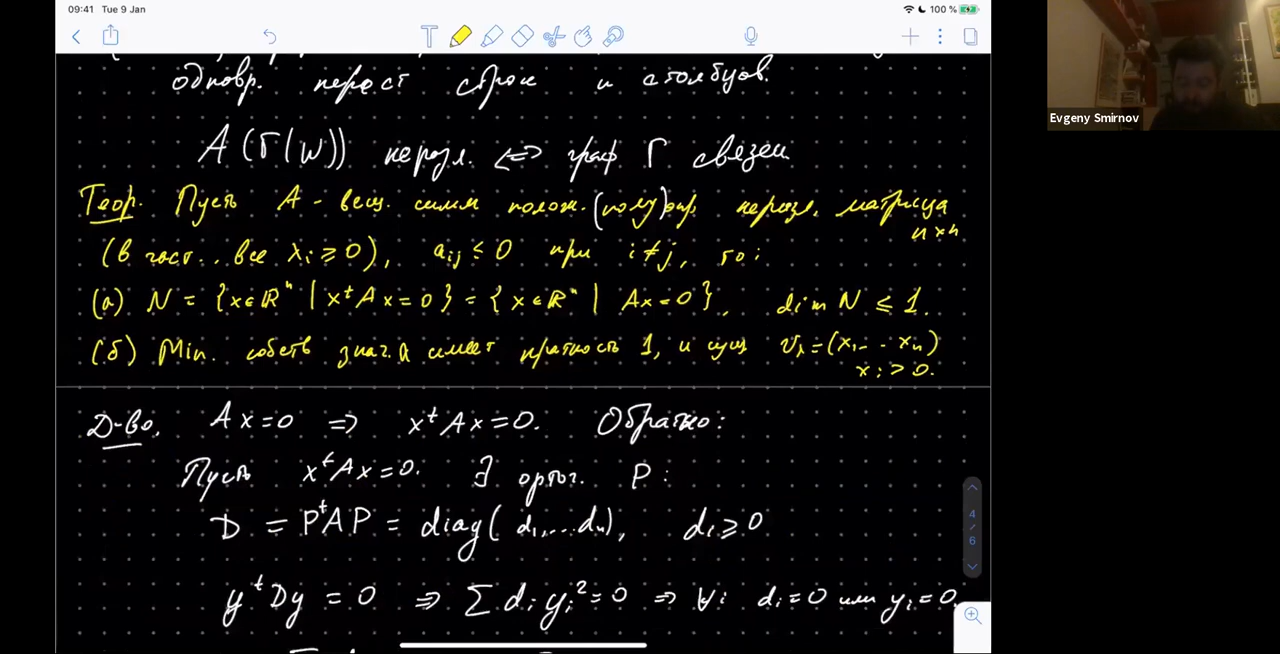 09:41 Tue 9 Jan
100 %
одновр. перест строк и столбцов.
A(Γ(W)) неразл. ⇔ граф Γ связен
Теор. Пусть A - вещ. симм полож. (полу)опр. неразл. матрица
n×n
(в част.. все λi ≥ 0), aij ≤ 0 при i≠j, то:
(а) N = {x∈ℝⁿ | xᵗAx=0} = {x∈ℝⁿ | Ax=0}, dim N ≤ 1.
(б) Min. собств знач. имеет кратность 1, и сущ vλ=(x1 - - xn)
xi > 0.
Д-во. Ax=0 ⇒ xᵗAx=0. Обратно:
Пусть xᵗAx=0. ∃ ортог. P:
D = PᵗAP = diag(d1,...dn), di ≥ 0
yᵗDy = 0 ⇒ ∑ di yi² = 0 ⇒ ∀i di=0 или yi=0
4
/
6
Evgeny Smirnov